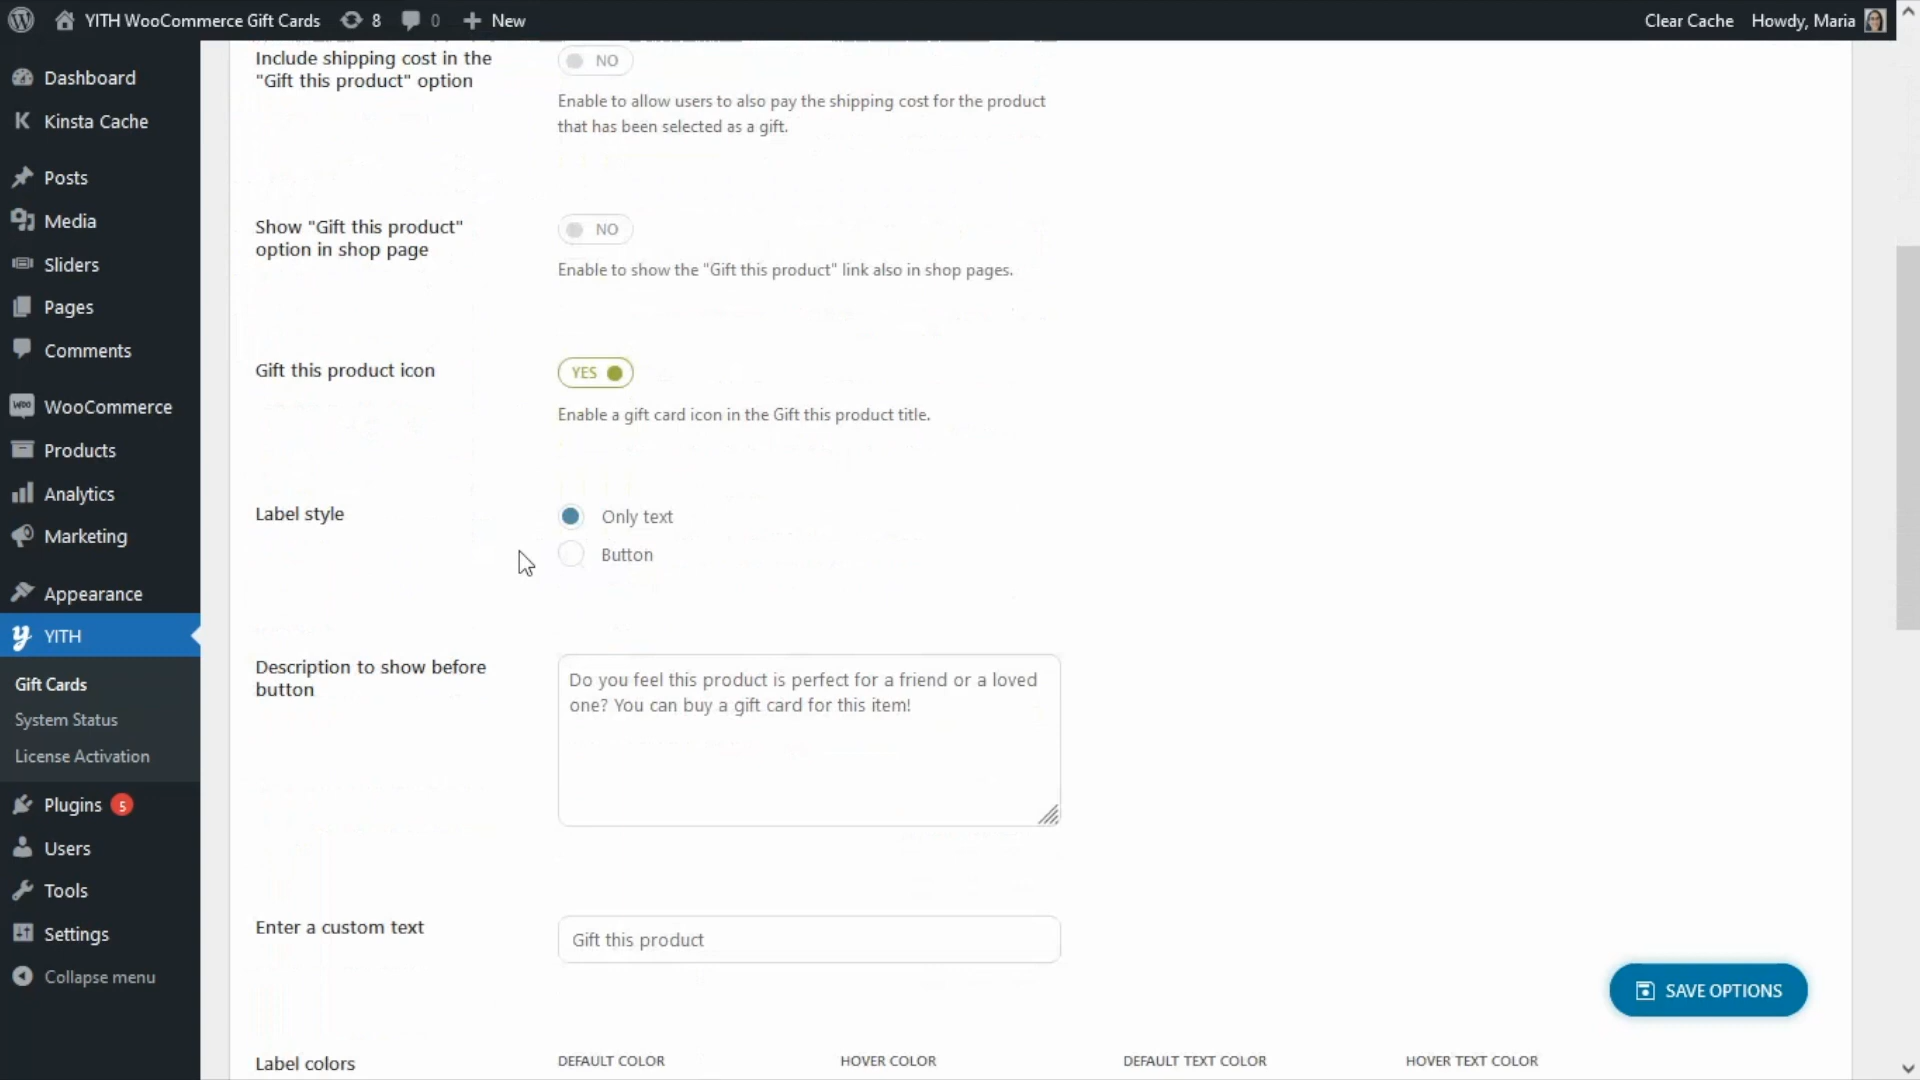 YITH WooCommerce Gift Cards 8 0 New Clear Cache Howdy, Maria
Dashboard
Kinsta Cache
Posts
Media
Sliders
Pages
Comments
WooCommerce
Products
Analytics
Marketing
Appearance
YITH
Gift Cards
System Status
License Activation
Plugins 5
Users
Tools
Settings
Collapse menu
Include shipping cost in the
"Gift this product" option
NO
Enable to allow users to also pay the shipping cost for the product
that has been selected as a gift.
Show "Gift this product"
option in shop page
NO
Enable to show the "Gift this product" link also in shop pages.
Gift this product icon
YES
Enable a gift card icon in the Gift this product title.
Label style
Only text
Button
Description to show before
button
Do you feel this product is perfect for a friend or a loved
one? You can buy a gift card for this item!
Enter a custom text
Gift this product
SAVE OPTIONS
Label colors
DEFAULT COLOR HOVER COLOR DEFAULT TEXT COLOR HOVER TEXT COLOR